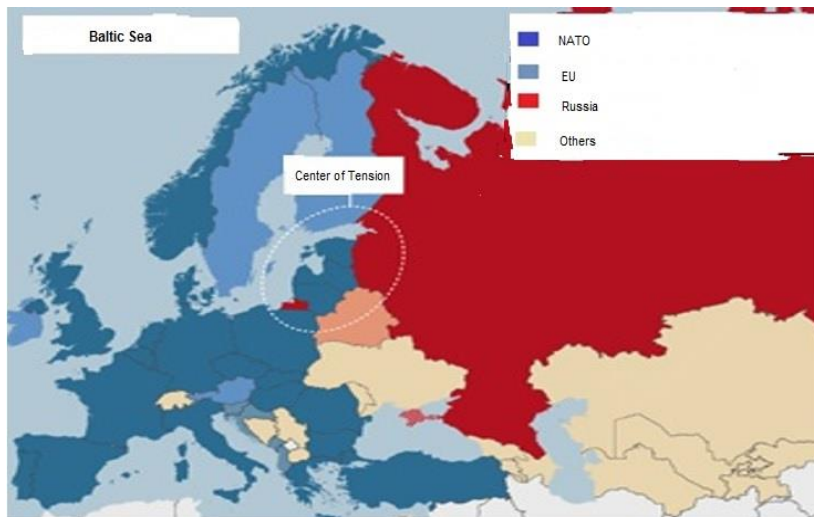 Baltic Sea
NATO
EU
Russia
Others
Center of Tension